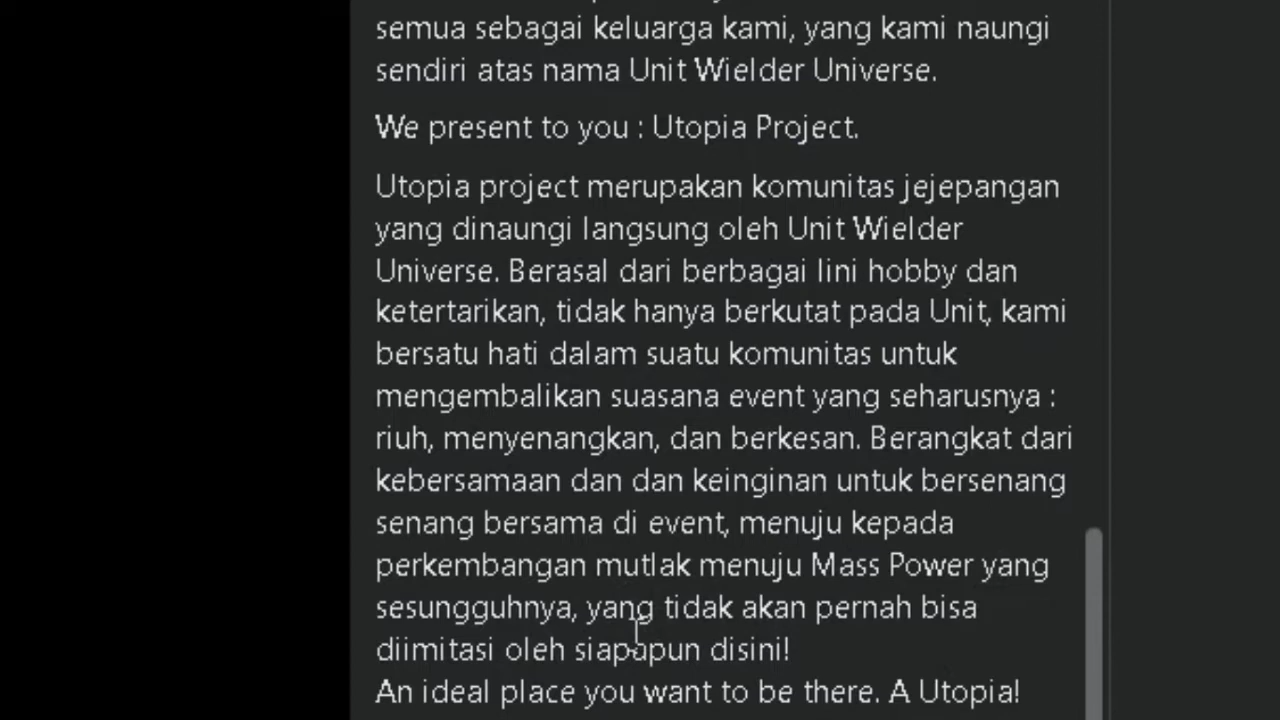 semua sebagai keluarga kami, yang kami naungi
sendiri atas nama Unit Wielder Universe.
We present to you : Utopia Project.
Utopia project merupakan komunitas jejepangan
yang dinaungi langsung oleh Unit Wielder
Universe. Berasal dari berbagai lini hobby dan
ketertarikan, tidak hanya berkutat pada Unit, kami
bersatu hati dalam suatu komunitas untuk
mengembalikan suasana event yang seharusnya :
riuh, menyenangkan, dan berkesan. Berangkat dari
kebersamaan dan dan keinginan untuk bersenang
senang bersama di event, menuju kepada
perkembangan mutlak menuju Mass Power yang
sesungguhnya, yang tidak akan pernah bisa
diimitasi oleh siapapun disini!
An ideal place you want to be there. A Utopia!